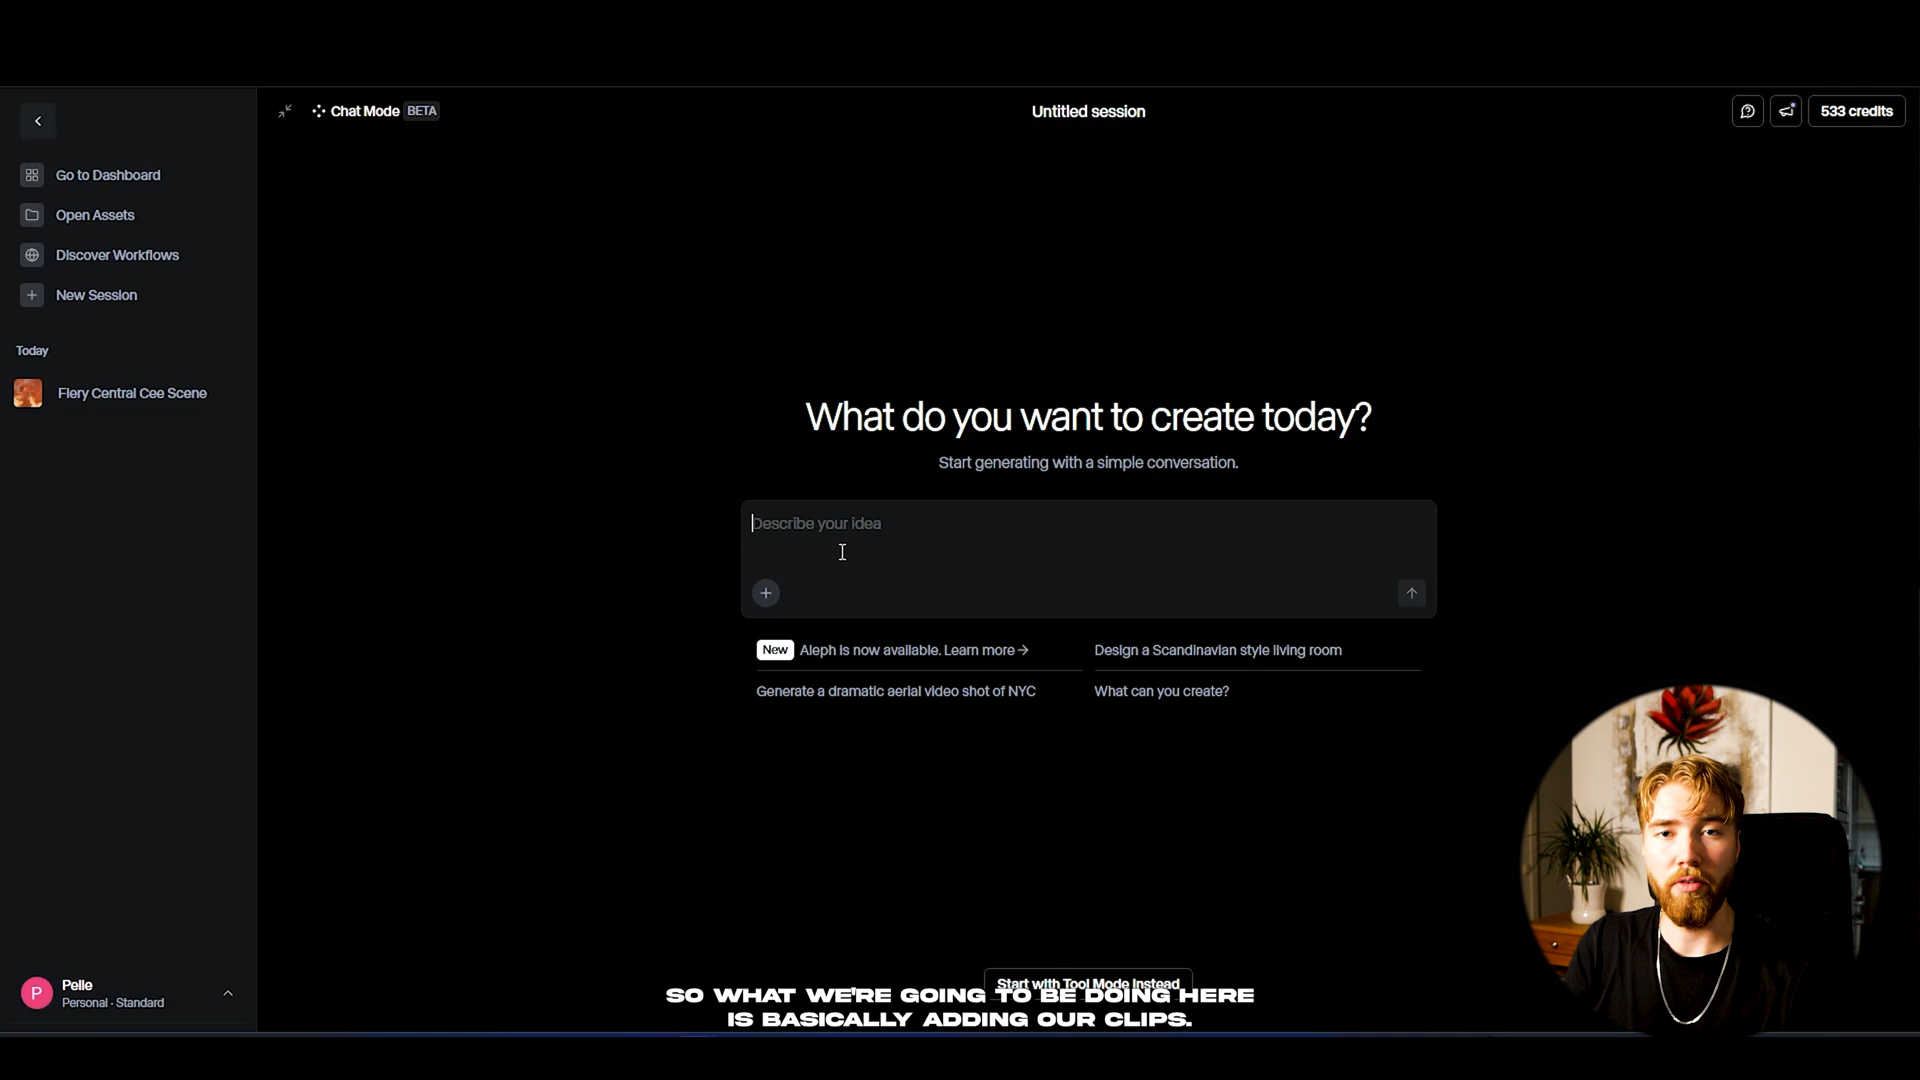 Chat Mode BETA
Untitled session
533 credits
Go to Dashboard
Open Assets
Discover Workflows
New Session
Today
Fiery Central Cee Scene
What do you want to create today?
Start generating with a simple conversation.
Describe your idea
New Aleph is now available. Learn more →
Design a Scandinavian style living room
Generate a dramatic aerial video shot of NYC
What can you create?
Start with Tool Mode Instead
SO WHAT WE'RE GOING TO BE DOING HERE
IS BASICALLY ADDING OUR CLIPS.
P
Pelle
Personal · Standard